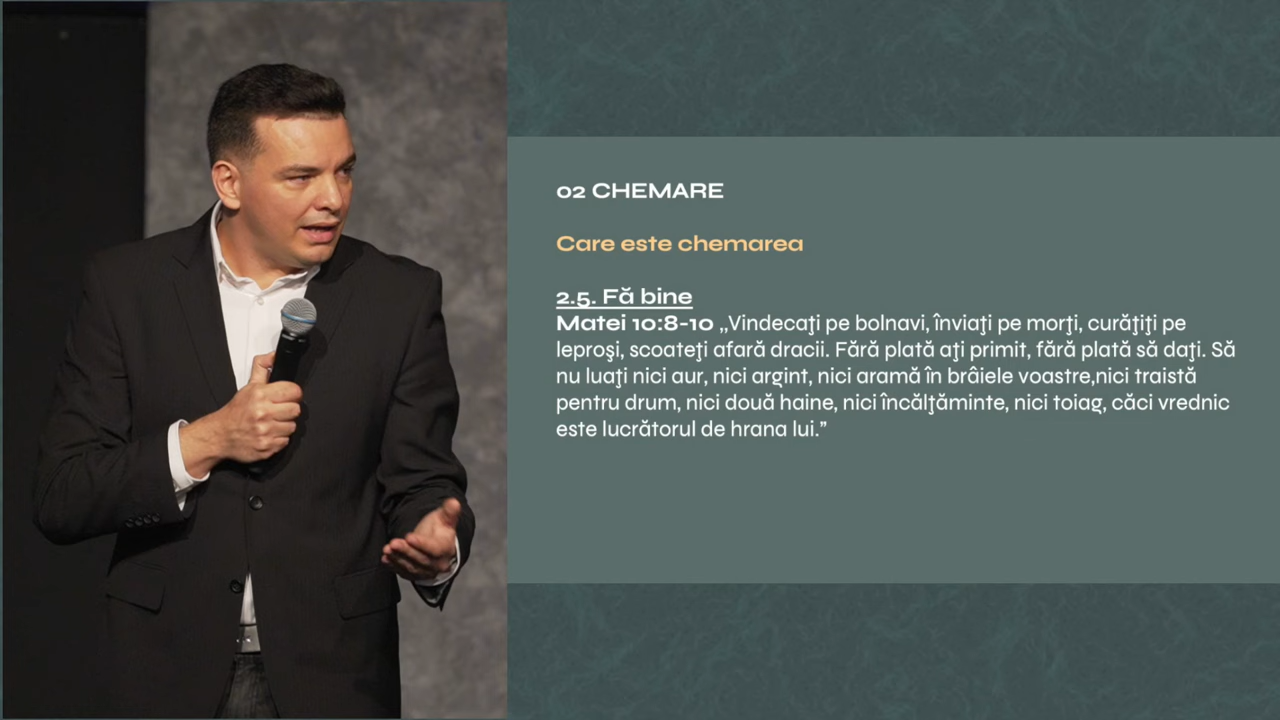 02 CHEMARE
Care este chemarea
2.5. Fă bine
Matei 10:8-10 „Vindecaţi pe bolnavi, înviaţi pe morţi, curăţiţi pe
leproşi, scoateţi afară dracii. Fără plată aţi primit, fără plată să daţi. Să
nu luaţi nici aur, nici argint, nici aramă în brâiele voastre,nici traistă
pentru drum, nici două haine, nici încălţăminte, nici toiag, căci vrednic
este lucrătorul de hrana lui.”